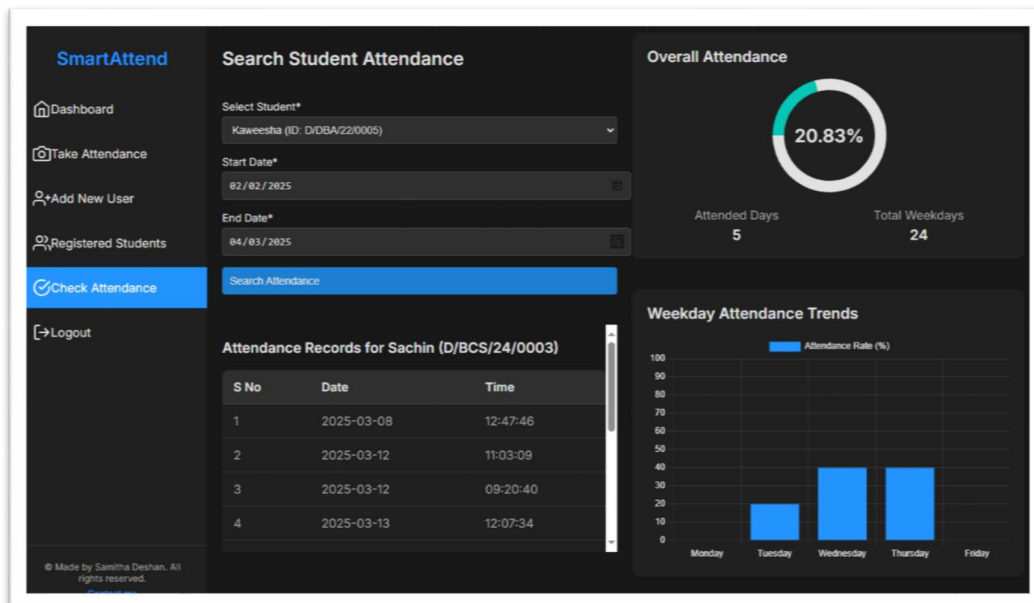 SmartAttend
Dashboard
Take Attendance
Add New User
Registered Students
Check Attendance
Logout
© Made by Samitha Deshan. All
rights reserved.
Search Student Attendance
Select Student*
Kaweesha (ID: D/DBA/22/0005)
Start Date*
02/02/2025
End Date*
04/03/2025
Search Attendance
Attendance Records for Sachin (D/BCS/24/0003)
S No Date Time
1 2025-03-08 12:47:46
2 2025-03-12 11:03:09
3 2025-03-12 09:20:40
4 2025-03-13 12:07:34
Overall Attendance
20.83%
Attended Days Total Weekdays
5 24
Weekday Attendance Trends
Attendance Rate (%)
100
90
80
70
60
50
40
30
20
10
0
Monday Tuesday Wednesday Thursday Friday